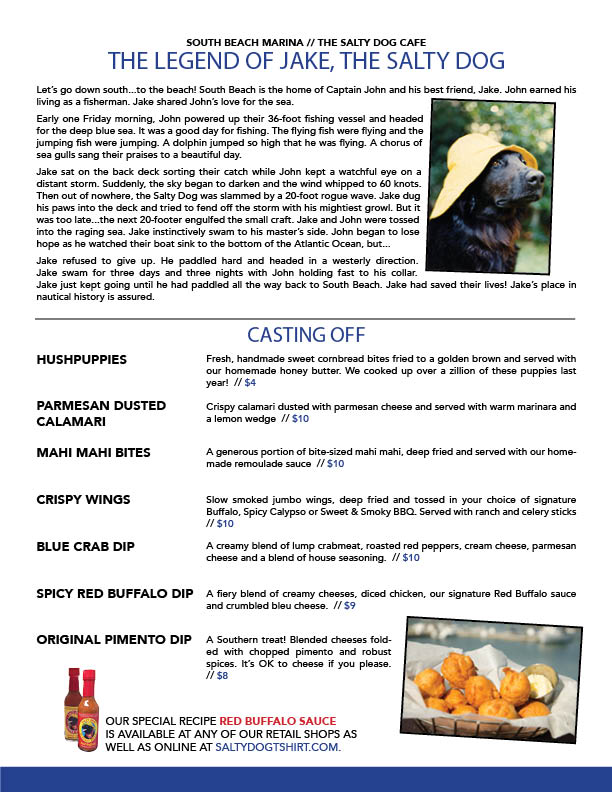 SOUTH BEACH MARINA // THE SALTY DOG CAFE
THE LEGEND OF JAKE, THE SALTY DOG
Let's go down south...to the beach! South Beach is the home of Captain John and his best friend, Jake. John earned his
living as a fisherman. Jake shared John's love for the sea.
Early one Friday morning, John powered up their 36-foot fishing vessel and headed
for the deep blue sea. It was a good day for fishing. The flying fish were flying and the
jumping fish were jumping. A dolphin jumped so high that he was flying. A chorus of
sea gulls sang their praises to a beautiful day.
Jake sat on the back deck sorting their catch while John kept a watchful eye on a
distant storm. Suddenly, the sky began to darken and the wind whipped to 60 knots.
Then out of nowhere, the Salty Dog was slammed by a 20-foot rogue wave. Jake dug
his paws into the deck and tried to fend off the storm with his mightiest growl. But it
was too late...the next 20-footer engulfed the small craft. Jake and John were tossed
into the raging sea. Jake instinctively swam to his master's side. John began to lose
hope as he watched their boat sink to the bottom of the Atlantic Ocean, but...
Jake refused to give up. He paddled hard and headed in a westerly direction.
Jake swam for three days and three nights with John holding fast to his collar.
Jake just kept going until he had paddled all the way back to South Beach. Jake had saved their lives! Jake's place in
nautical history is assured.
CASTING OFF
HUSHPUPPIES
Fresh, handmade sweet cornbread bites fried to a golden brown and served with
our homemade honey butter. We cooked up over a zillion of these puppies last
year! // $4
PARMESAN DUSTED
CALAMARI
Crispy calamari dusted with parmesan cheese and served with warm marinara and
a lemon wedge // $10
MAHI MAHI BITES
A generous portion of bite-sized mahi mahi, deep fried and served with our home-
made remoulade sauce // $10
CRISPY WINGS
Slow smoked jumbo wings, deep fried and tossed in your choice of signature
Buffalo, Spicy Calypso or Sweet & Smoky BBQ. Served with ranch and celery sticks
// $10
BLUE CRAB DIP
A creamy blend of lump crabmeat, roasted red peppers, cream cheese, parmesan
cheese and a blend of house seasoning. // $10
SPICY RED BUFFALO DIP
A fiery blend of creamy cheeses, diced chicken, our signature Red Buffalo sauce
and crumbled bleu cheese. // $9
ORIGINAL PIMENTO DIP
A Southern treat! Blended cheeses fold-
ed with chopped pimento and robust
spices. It's OK to cheese if you please.
// $8
OUR SPECIAL RECIPE RED BUFFALO SAUCE
IS AVAILABLE AT ANY OF OUR RETAIL SHOPS AS
WELL AS ONLINE AT SALTYDOGTSHIRT.COM.